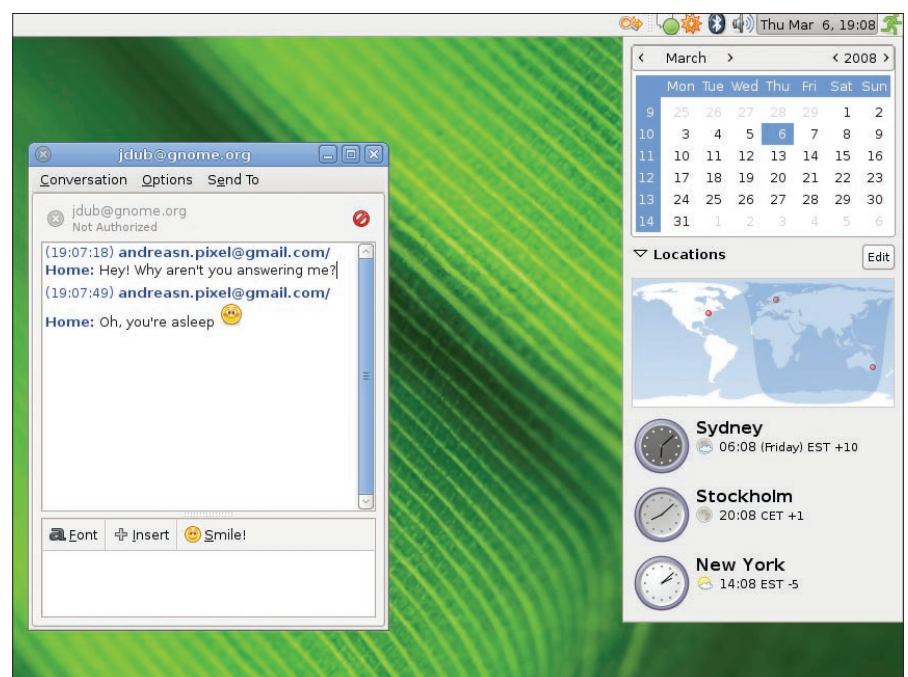 Thu Mar 6, 19:08
< March > < 2008 >
Mon Tue Wed Thu Fri Sat Sun
9 25 26 27 28 29 1 2
10 3 4 5 6 7 8 9
11 10 11 12 13 14 15 16
12 17 18 19 20 21 22 23
13 24 25 26 27 28 29 30
14 31 1 2 3 4 5 6
Locations Edit
Sydney
06:08 (Friday) EST +10
Stockholm
20:08 CET +1
New York
14:08 EST -5
jdub@gnome.org
Conversation Options Send To
jdub@gnome.org
Not Authorized
(19:07:18) andreasn.pixel@gmail.com/
Home: Hey! Why aren't you answering me?
(19:07:49) andreasn.pixel@gmail.com/
Home: Oh, you're asleep
a Font Insert Smile!